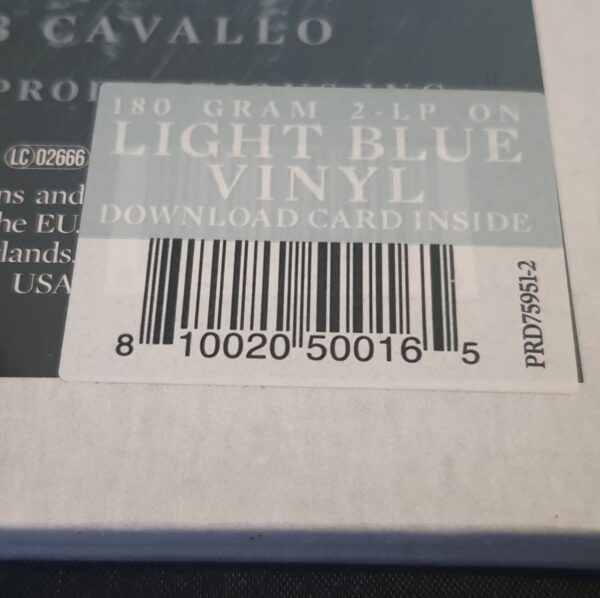 B CAVALLO
180 GRAM 2-LP ON
LIGHT BLUE
VINYL
DOWNLOAD CARD INSIDE
LC 02666
ns and
he EU.
lands.
USA
8 10020 50016 5
PRD75951-2